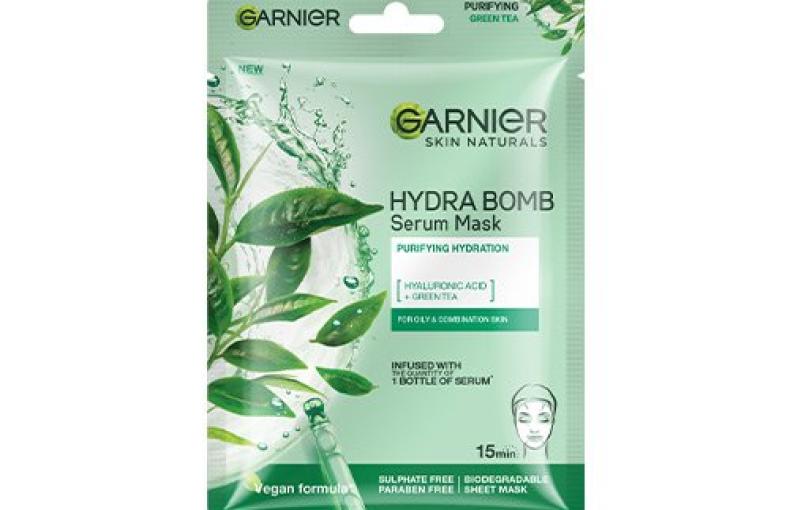 GARNIER
PURIFYING
GREEN TEA
NEW
GARNIER
SKIN NATURALS
HYDRA BOMB
Serum Mask
PURIFYING HYDRATION
[ HYALURONIC ACID
+ GREEN TEA ]
FOR OILY & COMBINATION SKIN
INFUSED WITH
THE QUANTITY OF
1 BOTTLE OF SERUM*
15min
Vegan formula*
SULPHATE FREE | BIODEGRADABLE
PARABEN FREE | SHEET MASK